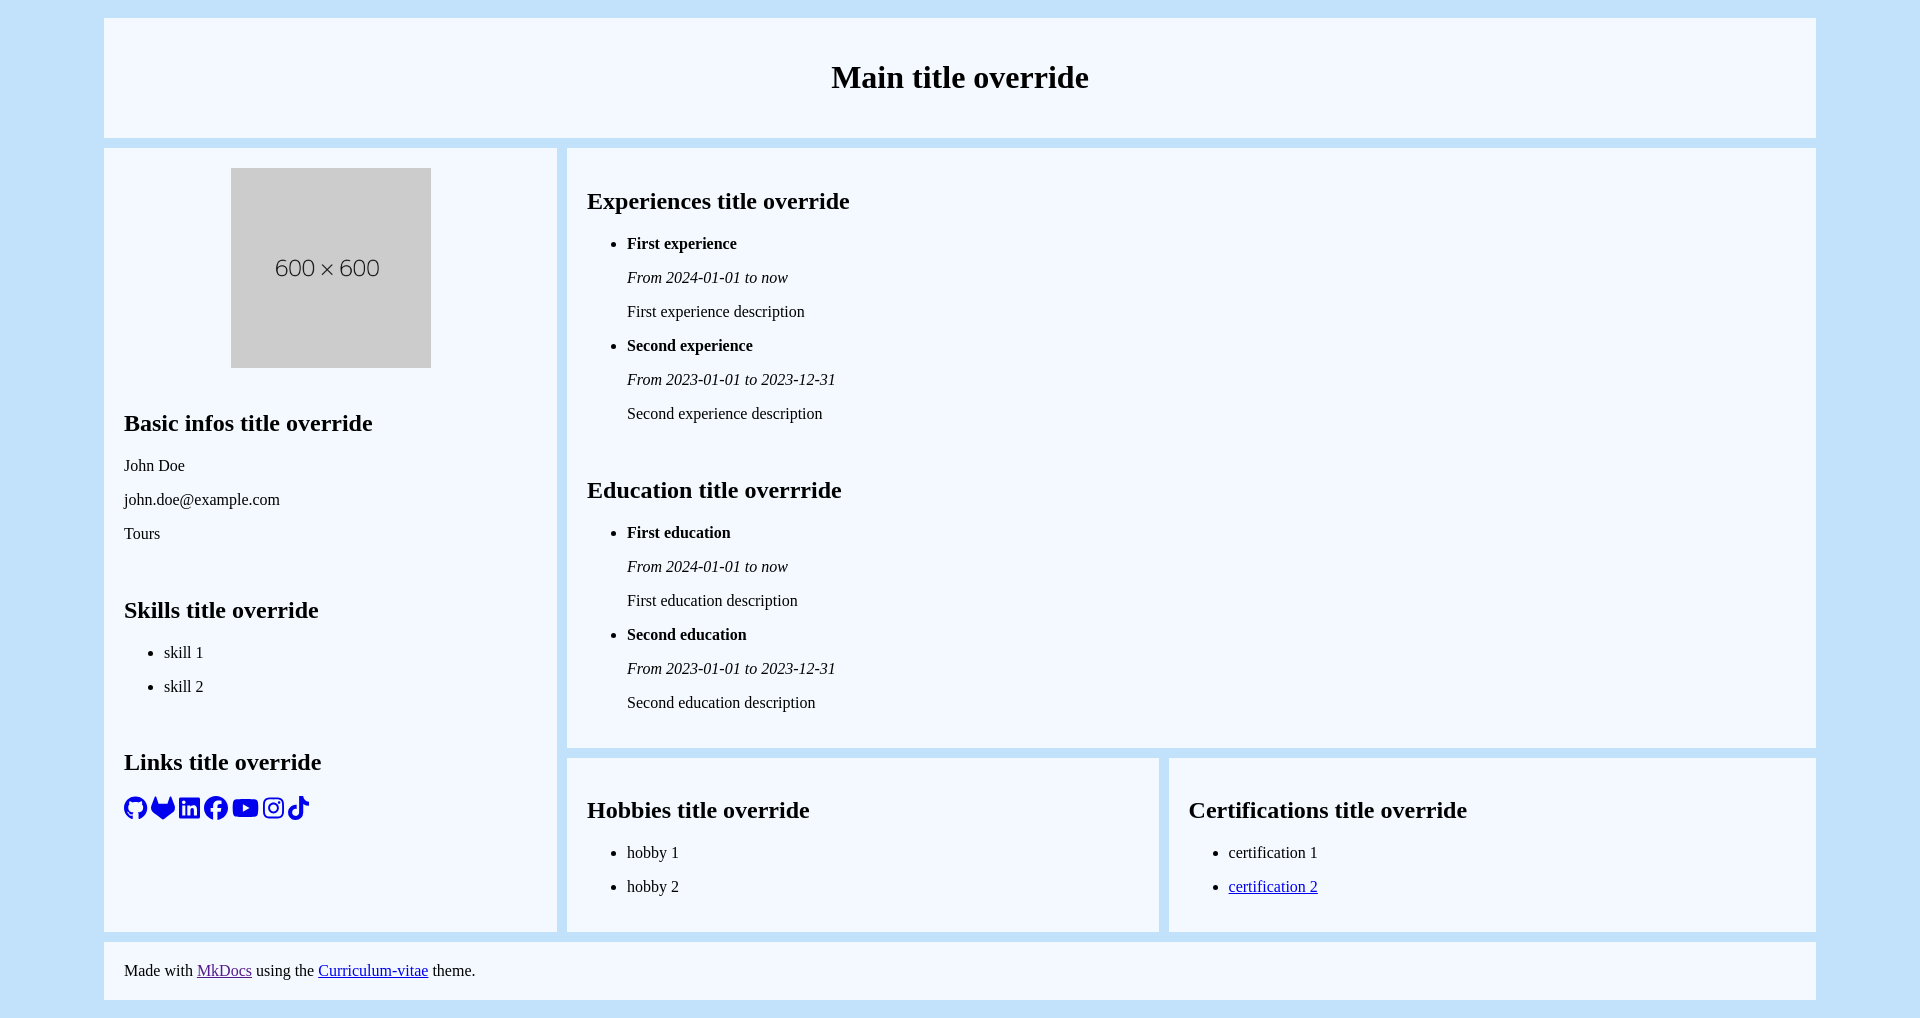 Main title override
600 × 600
Basic infos title override
John Doe
john.doe@example.com
Tours
Skills title override
skill 1
skill 2
Links title override
Experiences title override
First experience
From 2024-01-01 to now
First experience description
Second experience
From 2023-01-01 to 2023-12-31
Second experience description
Education title overrride
First education
From 2024-01-01 to now
First education description
Second education
From 2023-01-01 to 2023-12-31
Second education description
Hobbies title override
hobby 1
hobby 2
Certifications title override
certification 1
certification 2
Made with MkDocs using the Curriculum-vitae theme.